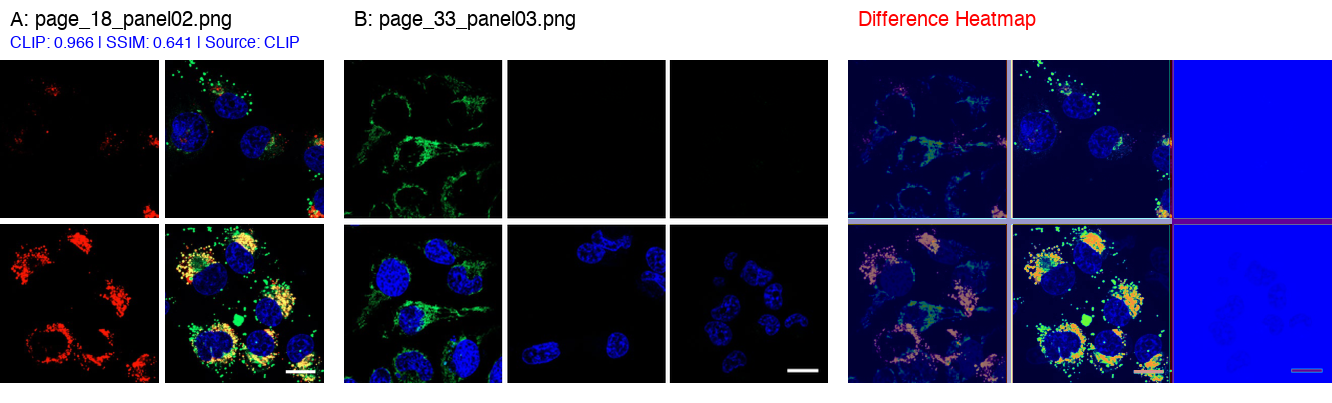 A: page_18_panel02.png
CLIP: 0.966 | SSIM: 0.641 | Source: CLIP
B: page_33_panel03.png
Difference Heatmap